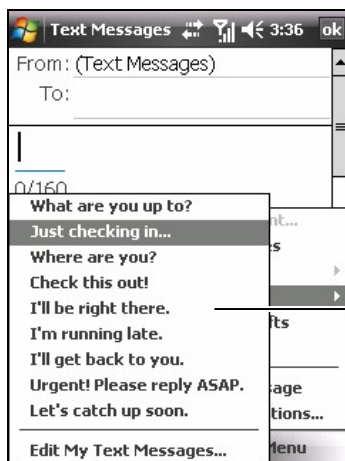 Text Messages 3:36 ok
From: (Text Messages)
To:
0/160
What are you up to?
Just checking in...
Where are you?
Check this out!
I'll be right there.
I'm running late.
I'll get back to you.
Urgent! Please reply ASAP.
Let's catch up soon.
Edit My Text Messages...
Menu